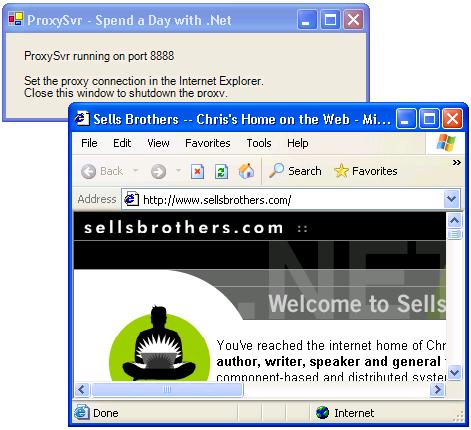 ProxySvr - Spend a Day with .Net
ProxySvr running on port 8888
Set the proxy connection in the Internet Explorer.
Close this window to shutdown the proxy.
Sells Brothers -- Chris's Home on the Web - Mi...
File Edit View Favorites Tools Help
Back Search Favorites »
Address http://www.sellsbrothers.com/
sellsbrothers.com ::
.NET
Welcome to Sells
You've reached the internet home of Chr
author, writer, speaker and general
component-based and distributed syste
Done Internet